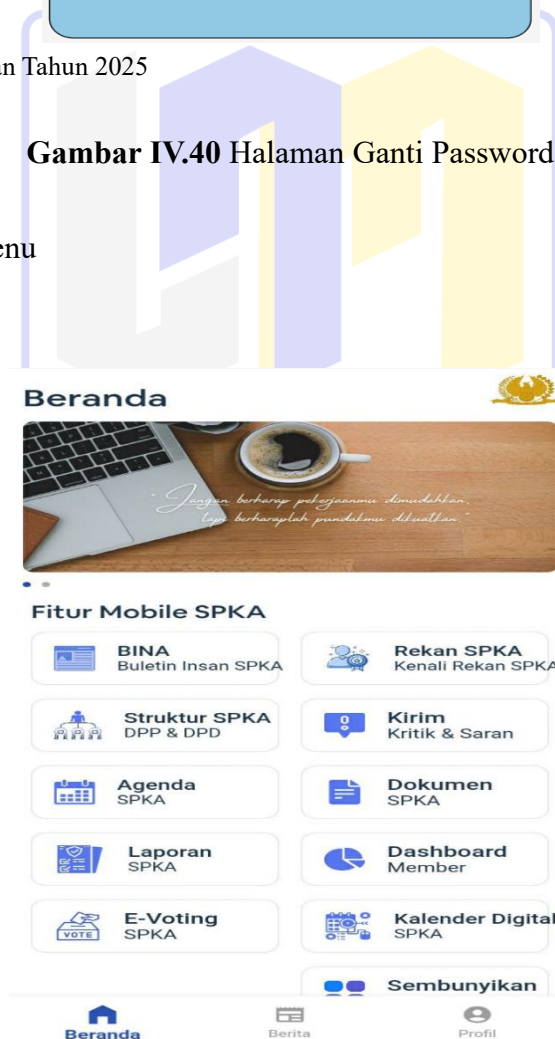 an Tahun 2025
Gambar IV.40 Halaman Ganti Password
enu
Beranda
"Jangan berharap pekerjaanmu dimudahkan,
tapi berharaplah pundakmu dikuatkan."
Fitur Mobile SPKA
BINA
Buletin Insan SPKA
Rekan SPKA
Kenali Rekan SPKA
Struktur SPKA
DPP & DPD
Kirim
Kritik & Saran
Agenda
SPKA
Dokumen
SPKA
Laporan
SPKA
Dashboard
Member
VOTE
E-Voting
SPKA
Kalender Digital
SPKA
Sembunyikan
Beranda
Berita
Profil